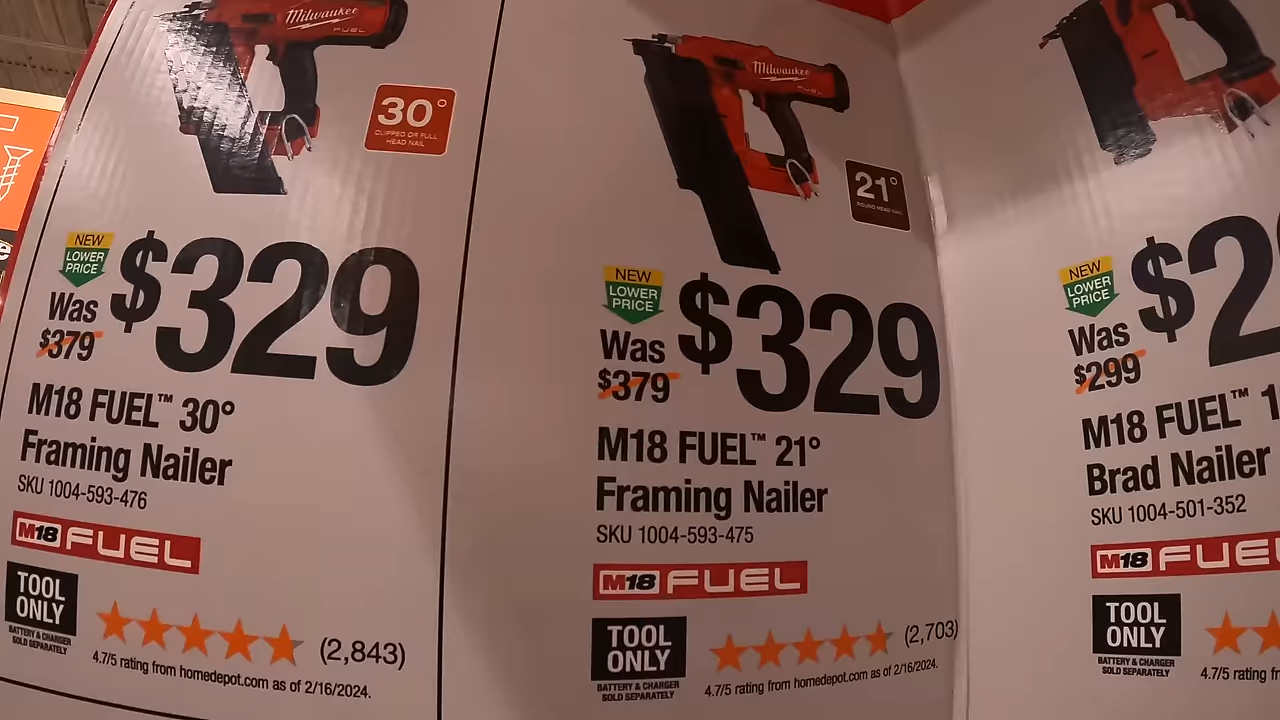 Milwaukee
FUEL
30°
CLIPPED OR FULL
HEAD NAIL
NEW
LOWER
PRICE
Was
$379
$329
M18 FUEL™ 30°
Framing Nailer
SKU 1004-593-476
M18 FUEL
TOOL
ONLY
BATTERY & CHARGER
SOLD SEPARATELY
(2,843)
4.7/5 rating from homedepot.com as of 2/16/2024.
Milwaukee
FUEL
21°
ROUND HEAD NAIL
NEW
LOWER
PRICE
Was
$379
$329
M18 FUEL™ 21°
Framing Nailer
SKU 1004-593-475
M18 FUEL
TOOL
ONLY
BATTERY & CHARGER
SOLD SEPARATELY
(2,703)
4.7/5 rating from homedepot.com as of 2/16/2024.
NEW
LOWER
PRICE
Was
$299
$2
M18 FUEL™ 1
Brad Nailer
SKU 1004-501-352
M18 FUEL
TOOL
ONLY
BATTERY & CHARGER
SOLD SEPARATELY
4.7/5 rating